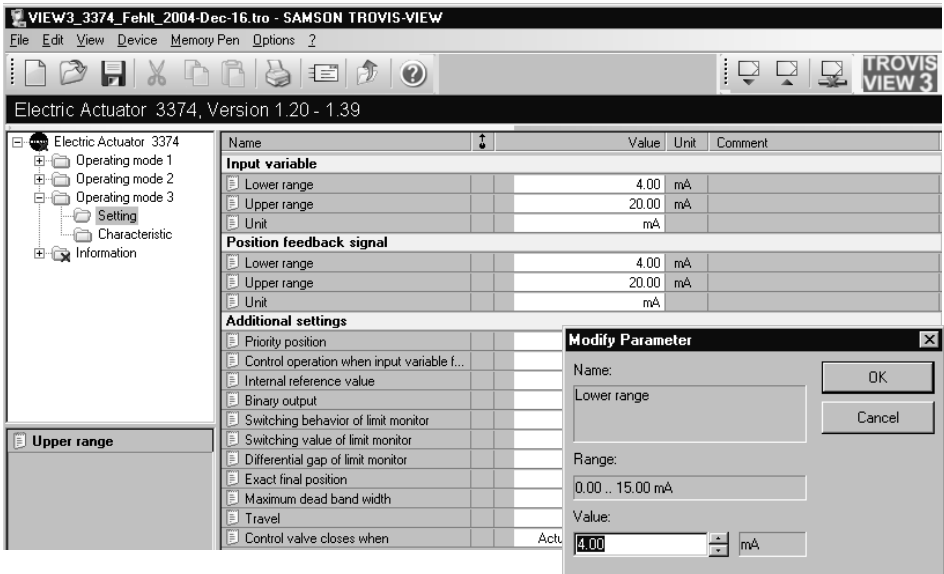 VIEW3_3374_Fehlt_2004-Dec-16.tro - SAMSON TROVIS-VIEW
File Edit View Device Memory Pen Options ?
TROVIS
VIEW 3
Electric Actuator 3374, Version 1.20 - 1.39
Electric Actuator 3374
Operating mode 1
Operating mode 2
Operating mode 3
Setting
Characteristic
Information
Upper range
Name Value Unit Comment
Input variable
Lower range 4.00 mA
Upper range 20.00 mA
Unit mA
Position feedback signal
Lower range 4.00 mA
Upper range 20.00 mA
Unit mA
Additional settings
Priority position
Control operation when input variable f...
Internal reference value
Binary output
Switching behavior of limit monitor
Switching value of limit monitor
Differential gap of limit monitor
Exact final position
Maximum dead band width
Travel
Control valve closes when
Modify Parameter
Name:
Lower range
OK
Cancel
Range:
0.00 .. 15.00 mA
Value:
4.00 mA